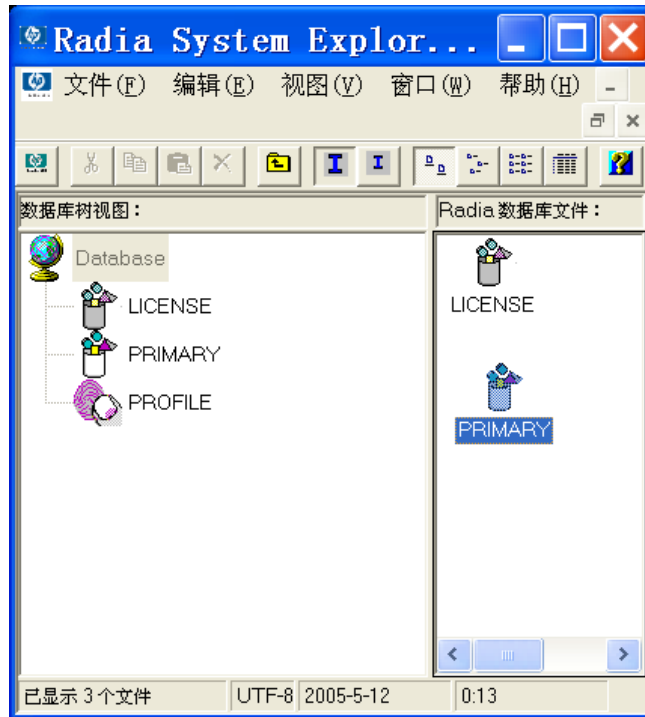 Radia System Explor...
文件(F) 编辑(E) 视图(V) 窗口(W) 帮助(H)
数据库树视图：
Radia 数据库文件：
Database
LICENSE
PRIMARY
PROFILE
LICENSE
PRIMARY
已显示 3 个文件 UTF-8 2005-5-12 0:13